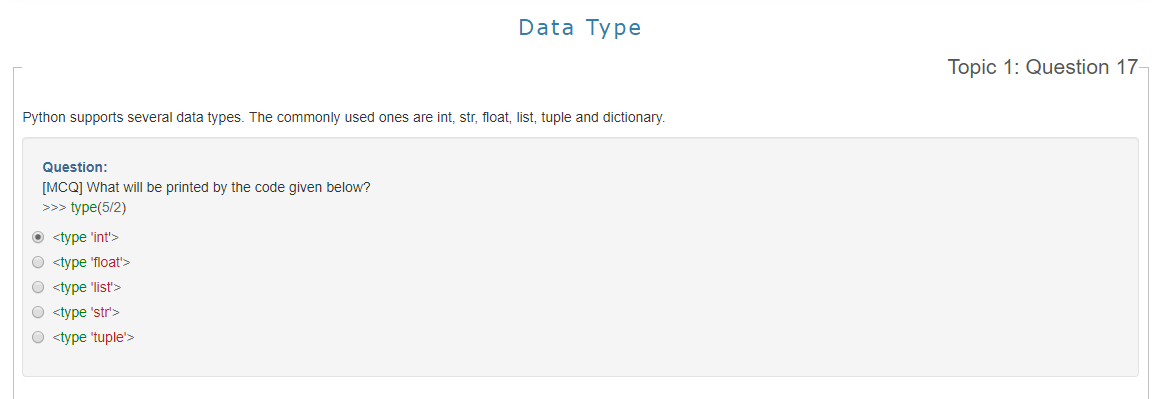 Data Type
Topic 1: Question 17
Python supports several data types. The commonly used ones are int, str, float, list, tuple and dictionary.
Question:
[MCQ] What will be printed by the code given below?
>>> type(5/2)
<type 'int'>
<type 'float'>
<type 'list'>
<type 'str'>
<type 'tuple'>